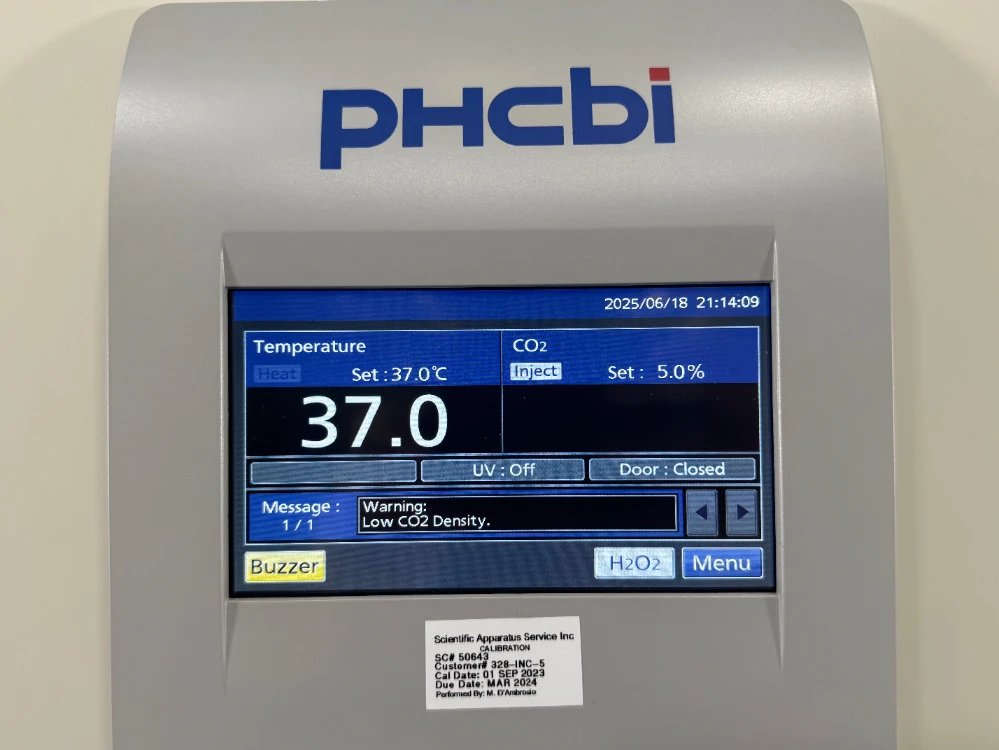 PHCbi
2025/06/18 21:14:09
Temperature
Heat Set : 37.0℃
37.0
CO2
Inject Set : 5.0%
UV : Off
Door : Closed
Message :
1 / 1
Warning:
Low CO2 Density.
Buzzer
H2O2
Menu
Scientific Apparatus Service Inc
CALIBRATION
SC# 50643
Customer# 328-INC-5
Cal Date: 01 SEP 2023
Due Date: MAR 2024
Performed By: M. D'Ambrosio